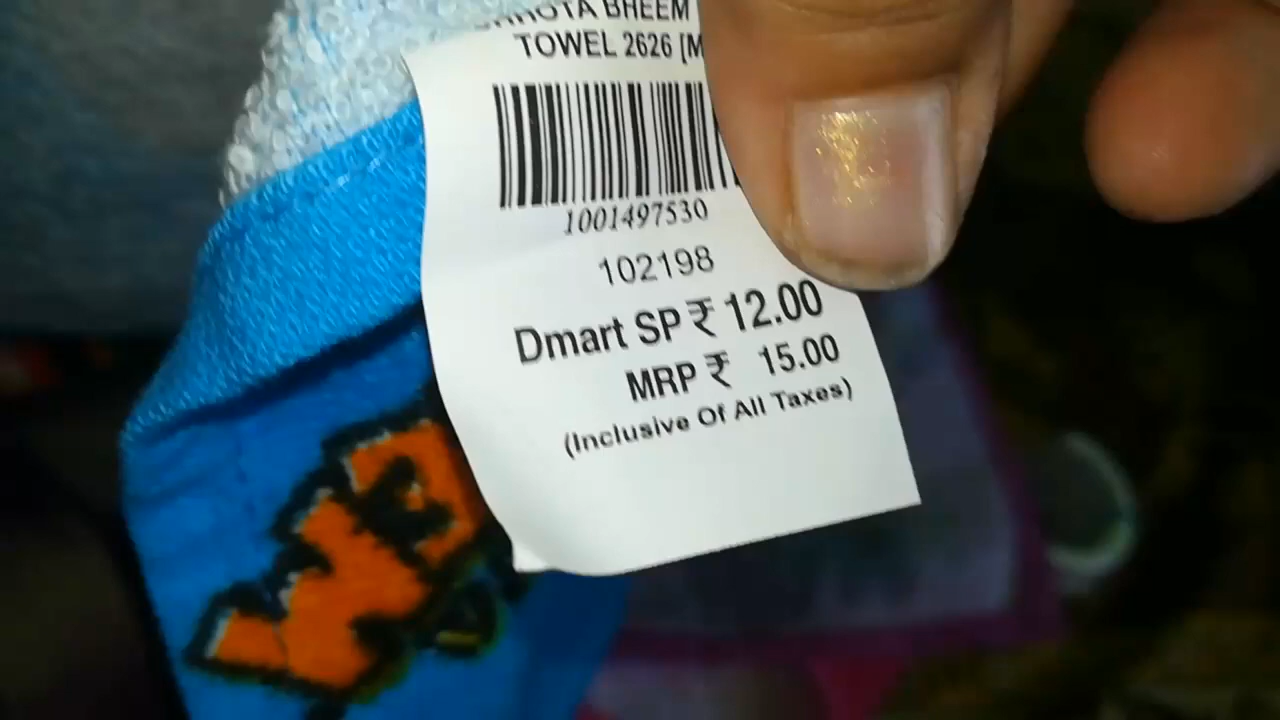 BHEEM
TOWEL 2626 [M
1001497530
102198
Dmart SP ₹ 12.00
MRP ₹ 15.00
(Inclusive Of All Taxes)